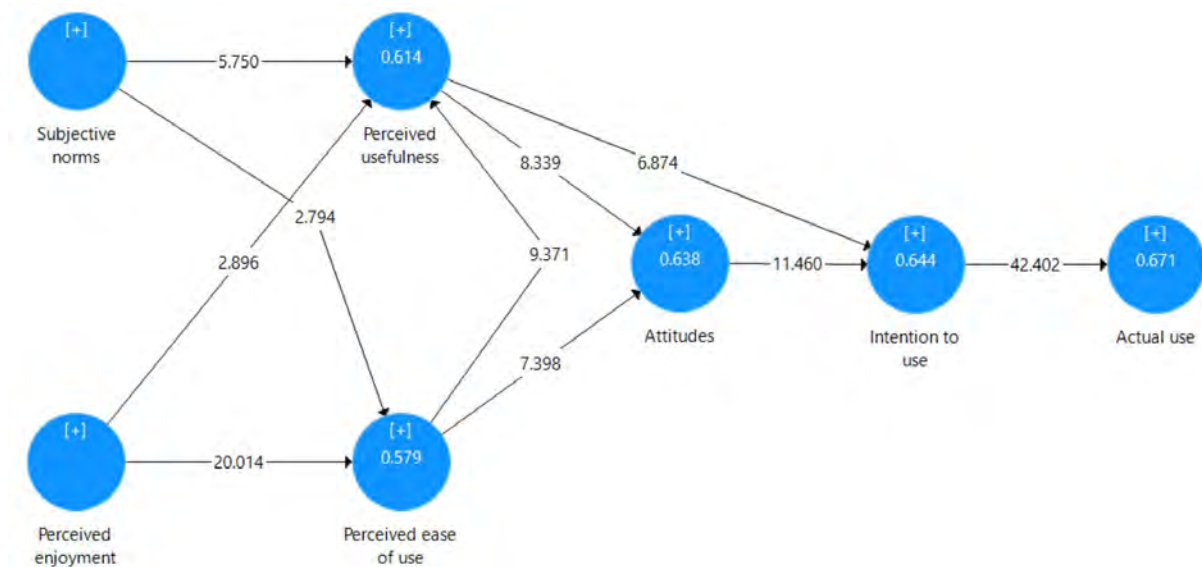 [+]
[+]
0.614
5.750
Subjective
norms
Perceived
usefulness
8.339
6.874
2.794
2.896
9.371
[+]
0.638
[+]
0.644
[+]
0.671
11.460
42.402
Attitudes
Intention to
use
Actual use
7.398
[+]
[+]
0.579
20.014
Perceived
enjoyment
Perceived ease
of use